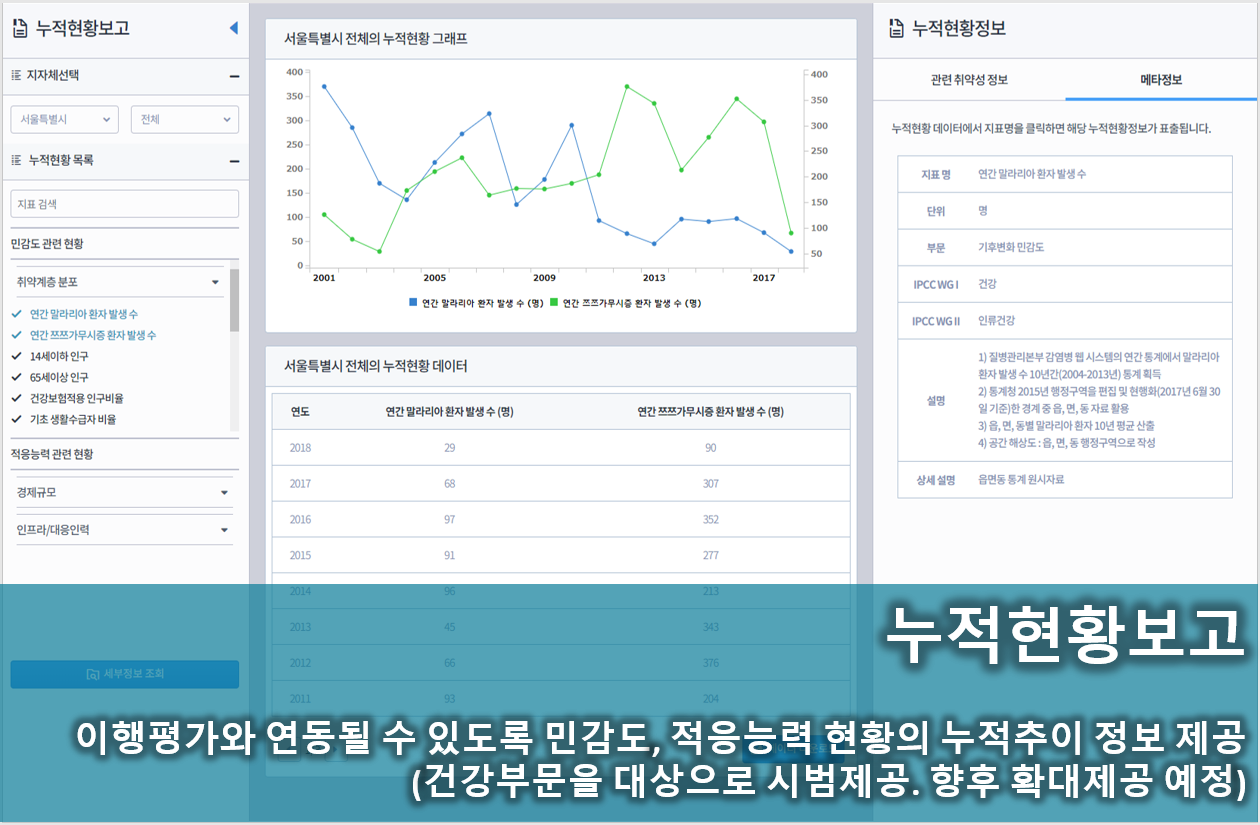 누적현황보고
지자체선택
서울특별시 전체
누적현황 목록
지표 검색
민감도 관련 현황
취약계층 분포
연간 말라리아 환자 발생 수
연간 쯔쯔가무시증 환자 발생 수
14세이하 인구
65세이상 인구
건강보험적용 인구비율
기초 생활수급자 비율
적응능력 관련 현황
경제규모
인프라/대응인력
세부정보 조회
서울특별시 전체의 누적현황 그래프
400 400
350 350
300 300
250 250
200 200
150 150
100 100
50 50
0
2001 2005 2009 2013 2017
연간 말라리아 환자 발생 수 (명) 연간 쯔쯔가무시증 환자 발생 수 (명)
서울특별시 전체의 누적현황 데이터
연도 연간 말라리아 환자 발생 수 (명) 연간 쯔쯔가무시증 환자 발생 수 (명)
2018 29 90
2017 68 307
2016 97 352
2015 91 277
2014 96 213
2013 45 343
2012 66 376
2011 93 204
누적현황정보
관련 취약성 정보 메타정보
누적현황 데이터에서 지표명을 클릭하면 해당 누적현황정보가 표출됩니다.
지표 명 연간 말라리아 환자 발생 수
단위 명
부문 기후변화 민감도
IPCC WG I 건강
IPCC WG II 인류건강
설명
1) 질병관리본부 감염병 웹 시스템의 연간 통계에서 말라리아
환자 발생 수 10년간(2004-2013년) 통계 획득
2) 통계청 2015년 행정구역을 편집 및 현행화(2017년 6월 30
일 기준)한 경계 중 읍, 면, 동 자료 활용
3) 읍, 면, 동별 말라리아 환자 10년 평균 산출
4) 공간 해상도 : 읍, 면, 동 행정구역으로 작성
상세 설명 읍면동 통계 원시자료
누적현황보고
이행평가와 연동될 수 있도록 민감도, 적응능력 현황의 누적추이 정보 제공
(건강부문을 대상으로 시범제공. 향후 확대제공 예정)